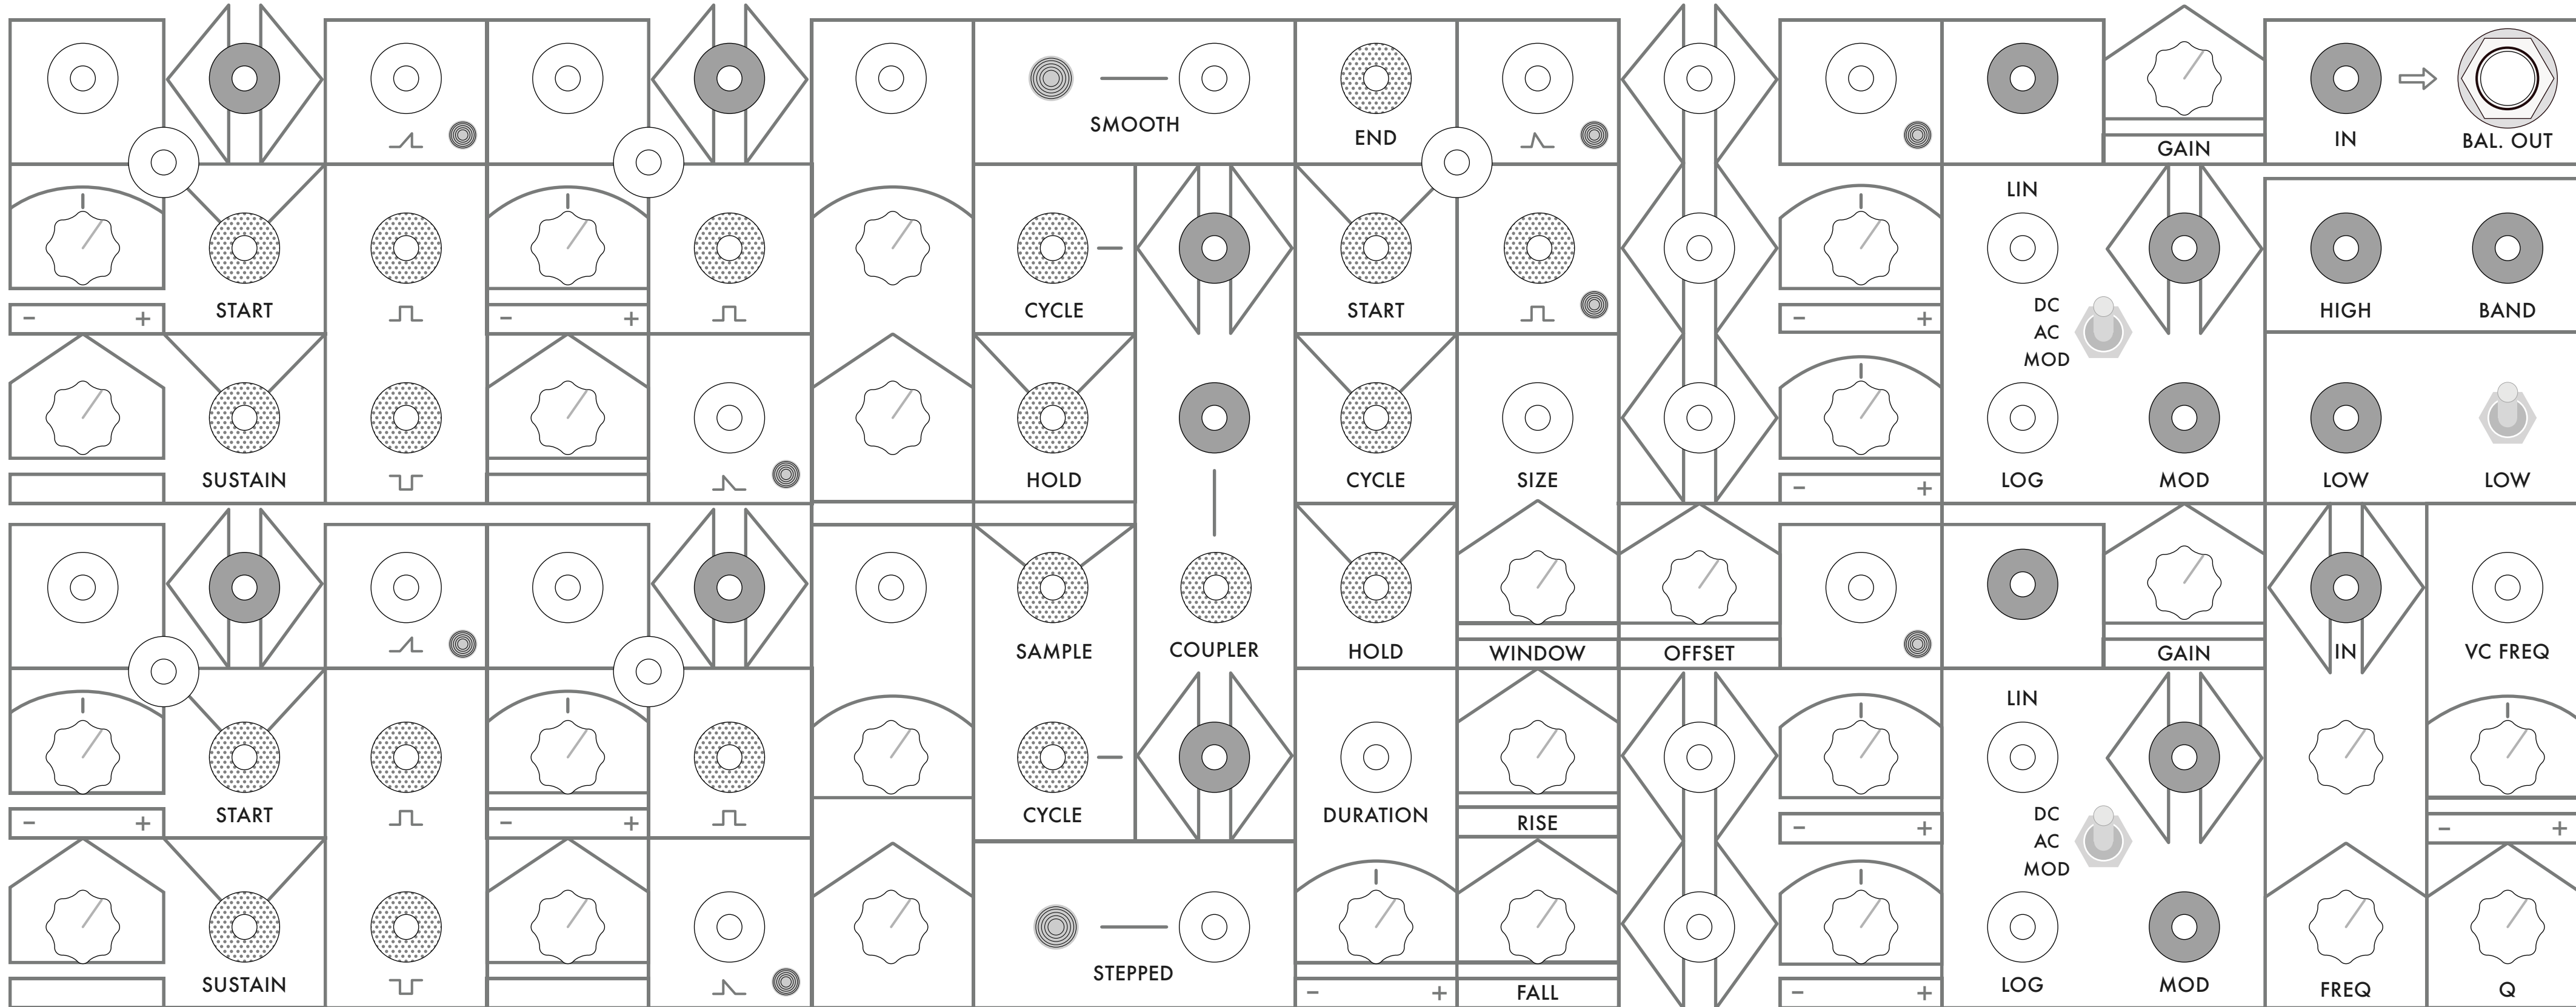 SMOOTH
END
GAIN
IN
BAL. OUT
LIN
START
CYCLE
START
HIGH
BAND
- +
- +
- +
DC
AC
MOD
SUSTAIN
HOLD
CYCLE
SIZE
- +
LOG
MOD
LOW
LOW
SAMPLE
COUPLER
HOLD
WINDOW
OFFSET
GAIN
IN
VC FREQ
LIN
- +
START
- +
CYCLE
DURATION
RISE
- +
DC
AC
MOD
- +
SUSTAIN
STEPPED
- +
FALL
- +
LOG
MOD
FREQ
Q